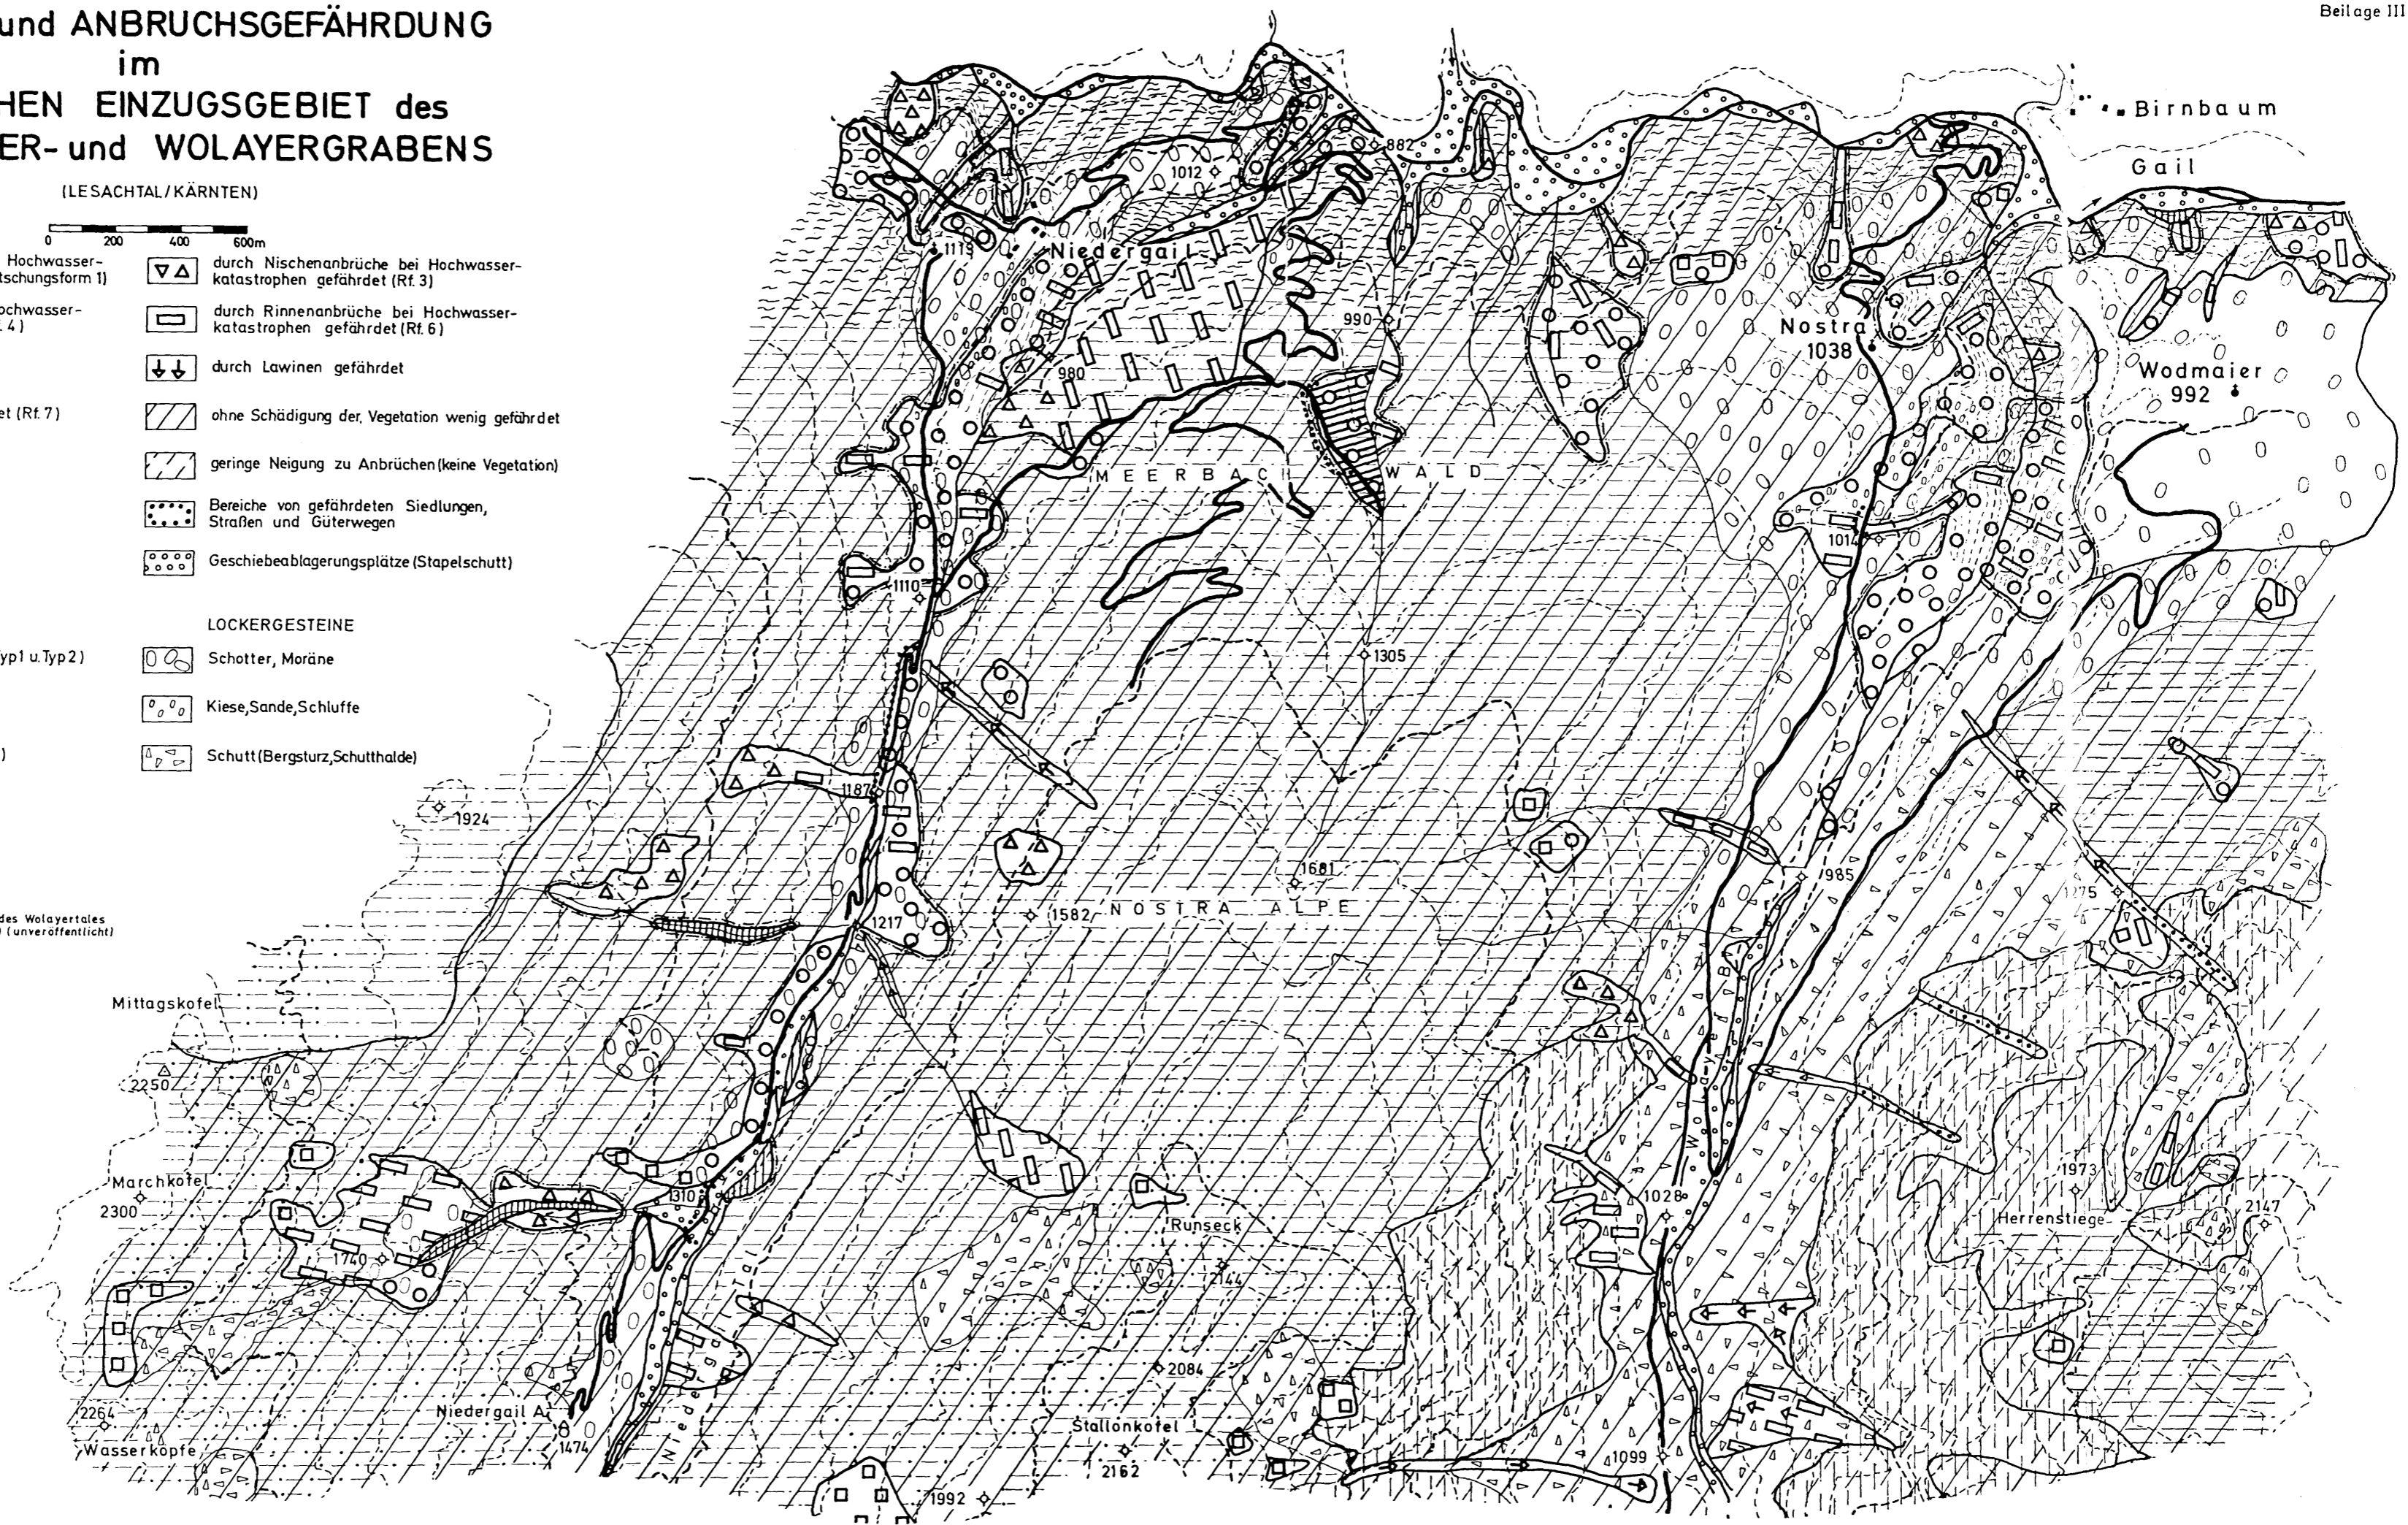 Beilage III
und ANBRUCHSGEFÄHRDUNG
im
HEN EINZUGSGEBIET des
ER- und WOLAYERGRABENS
(LESACHTAL/KÄRNTEN)
0 200 400 600m
Hochwasser-
tschungsform 1)
ochwasser-
. 4)
et (Rf. 7)
yp1 u. Typ2)
)
des Wolayertales
) (unveröffentlicht)
durch Nischenanbrüche bei Hochwasser-
katastrophen gefährdet (Rf. 3)
durch Rinnenanbrüche bei Hochwasser-
katastrophen gefährdet (Rf. 6)
durch Lawinen gefährdet
ohne Schädigung der Vegetation wenig gefährdet
geringe Neigung zu Anbrüchen (keine Vegetation)
Bereiche von gefährdeten Siedlungen,
Straßen und Güterwegen
Geschiebeablagerungsplätze (Stapelschutt)
LOCKERGESTEINE
Schotter, Moräne
Kiese, Sande, Schluffe
Schutt (Bergsturz, Schutthalde)
Birnbaum
Gail
882
1012
1119
Niedergail
990
Nostra
1038
980
Wodmaier
992
MEERBACH WALD
1014
1110
1305
1187
1924
1681
985
1217
1582
NOSTRA ALPE
Mittagskofel
2250
Wolayer B.
Marchkofel
2300
1310
1028
1973
2147
Runseck
Herrenstiege
1740
2144
Niedergail Tal
2084
2264
Wasserköpfe
Niedergail A.
1474
Stallonkofel
2162
1099
1992